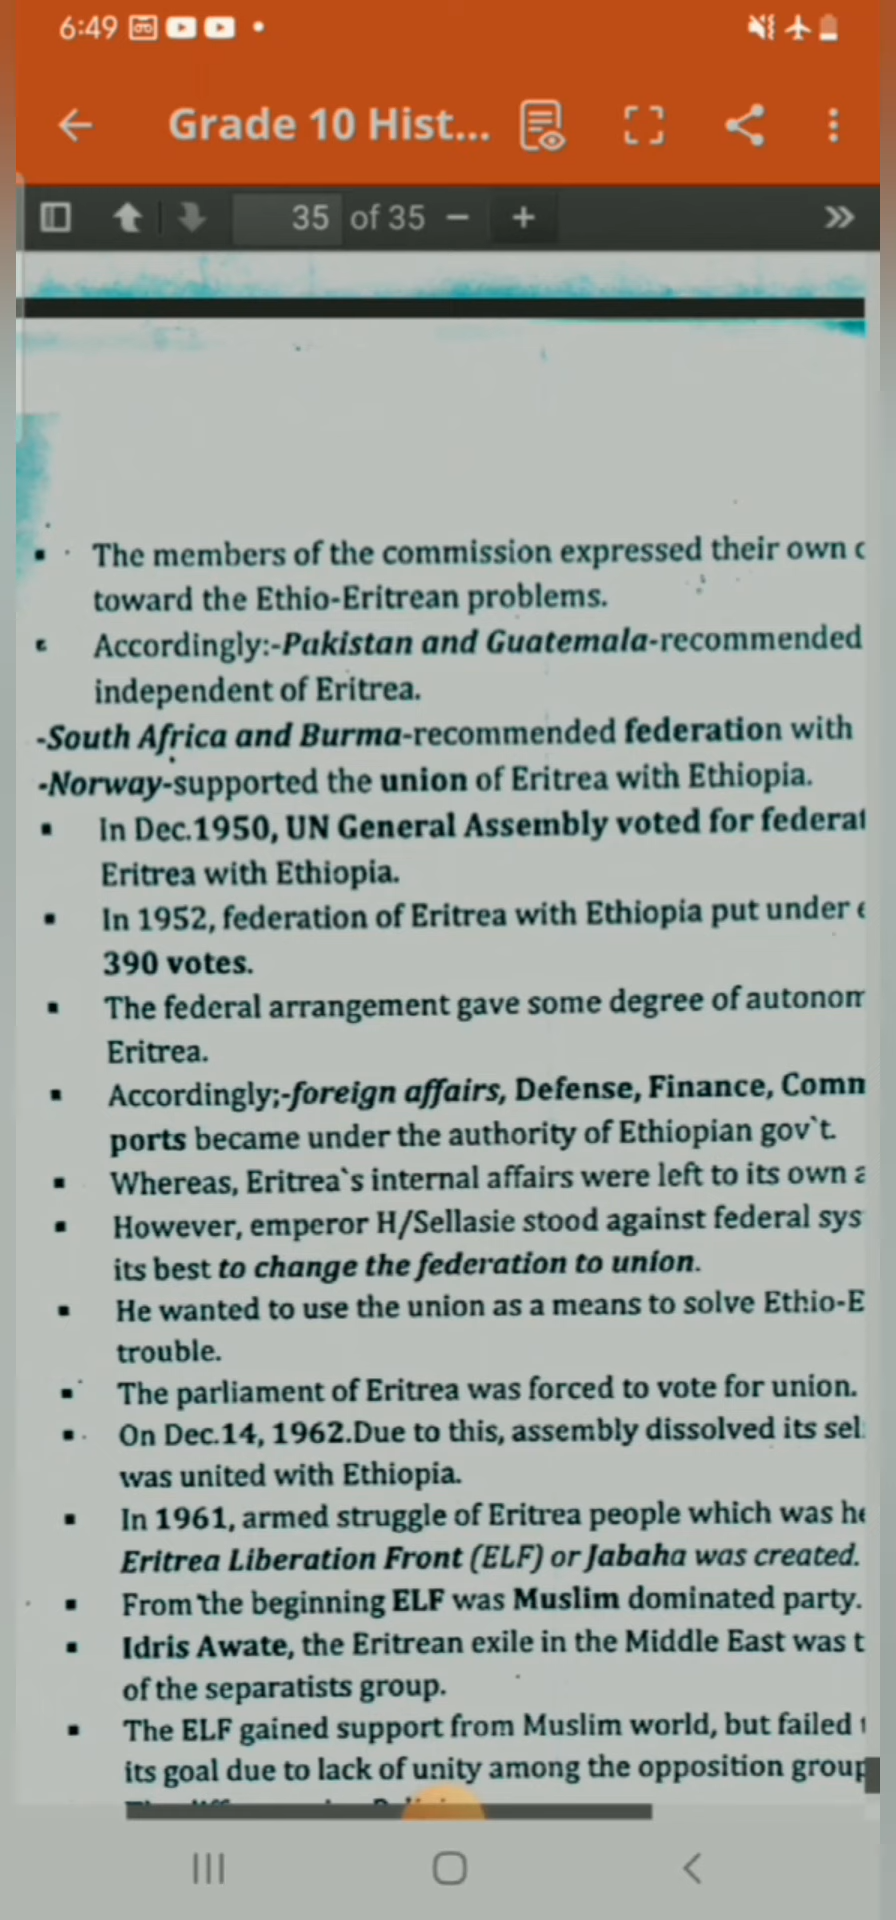 6:49
Grade 10 Hist...
35 of 35
The members of the commission expressed their own
toward the Ethio-Eritrean problems.
Accordingly:-Pakistan and Guatemala-recommended
independent of Eritrea.
-South Africa and Burma-recommended federation with
-Norway-supported the union of Eritrea with Ethiopia.
In Dec.1950, UN General Assembly voted for federat
Eritrea with Ethiopia.
In 1952, federation of Eritrea with Ethiopia put under
390 votes.
The federal arrangement gave some degree of autonom
Eritrea.
Accordingly;-foreign affairs, Defense, Finance, Comm
ports became under the authority of Ethiopian gov`t.
Whereas, Eritrea`s internal affairs were left to its own a
However, emperor H/Sellasie stood against federal sys
its best to change the federation to union.
He wanted to use the union as a means to solve Ethio-E
trouble.
The parliament of Eritrea was forced to vote for union.
On Dec.14, 1962.Due to this, assembly dissolved its sel
was united with Ethiopia.
In 1961, armed struggle of Eritrea people which was he
Eritrea Liberation Front (ELF) or Jabaha was created.
From the beginning ELF was Muslim dominated party.
Idris Awate, the Eritrean exile in the Middle East was t
of the separatists group.
The ELF gained support from Muslim world, but failed t
its goal due to lack of unity among the opposition group